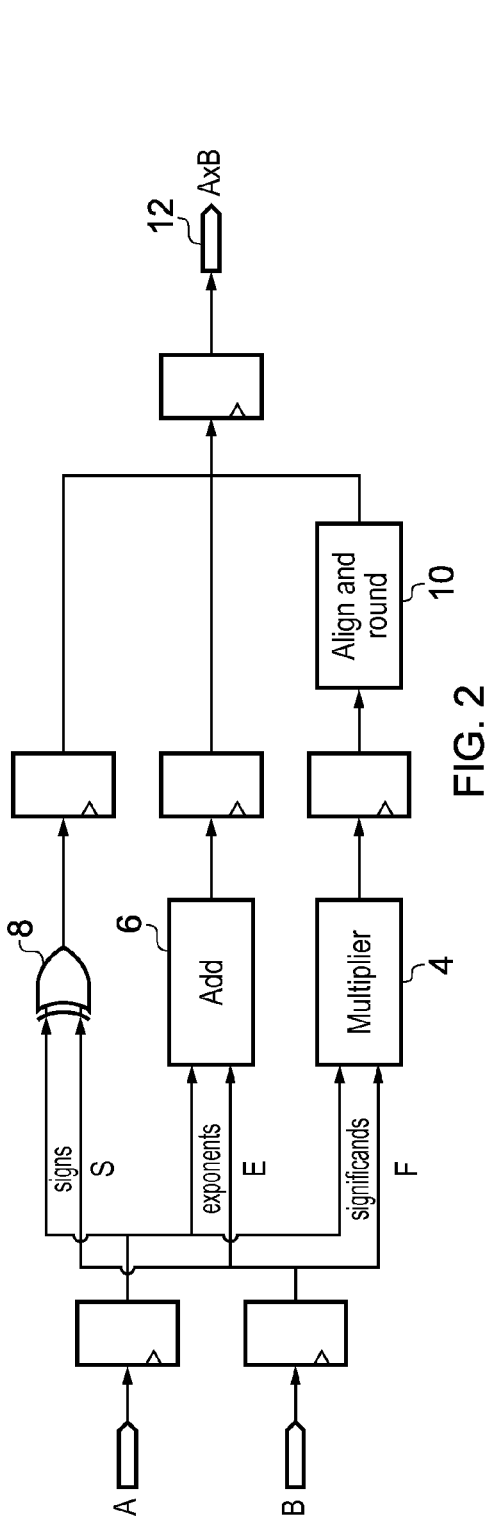 A
B
signs
S
exponents
E
significands
F
8
6
Add
Multiplier
4
Align and
round
10
12
AxB
FIG. 2